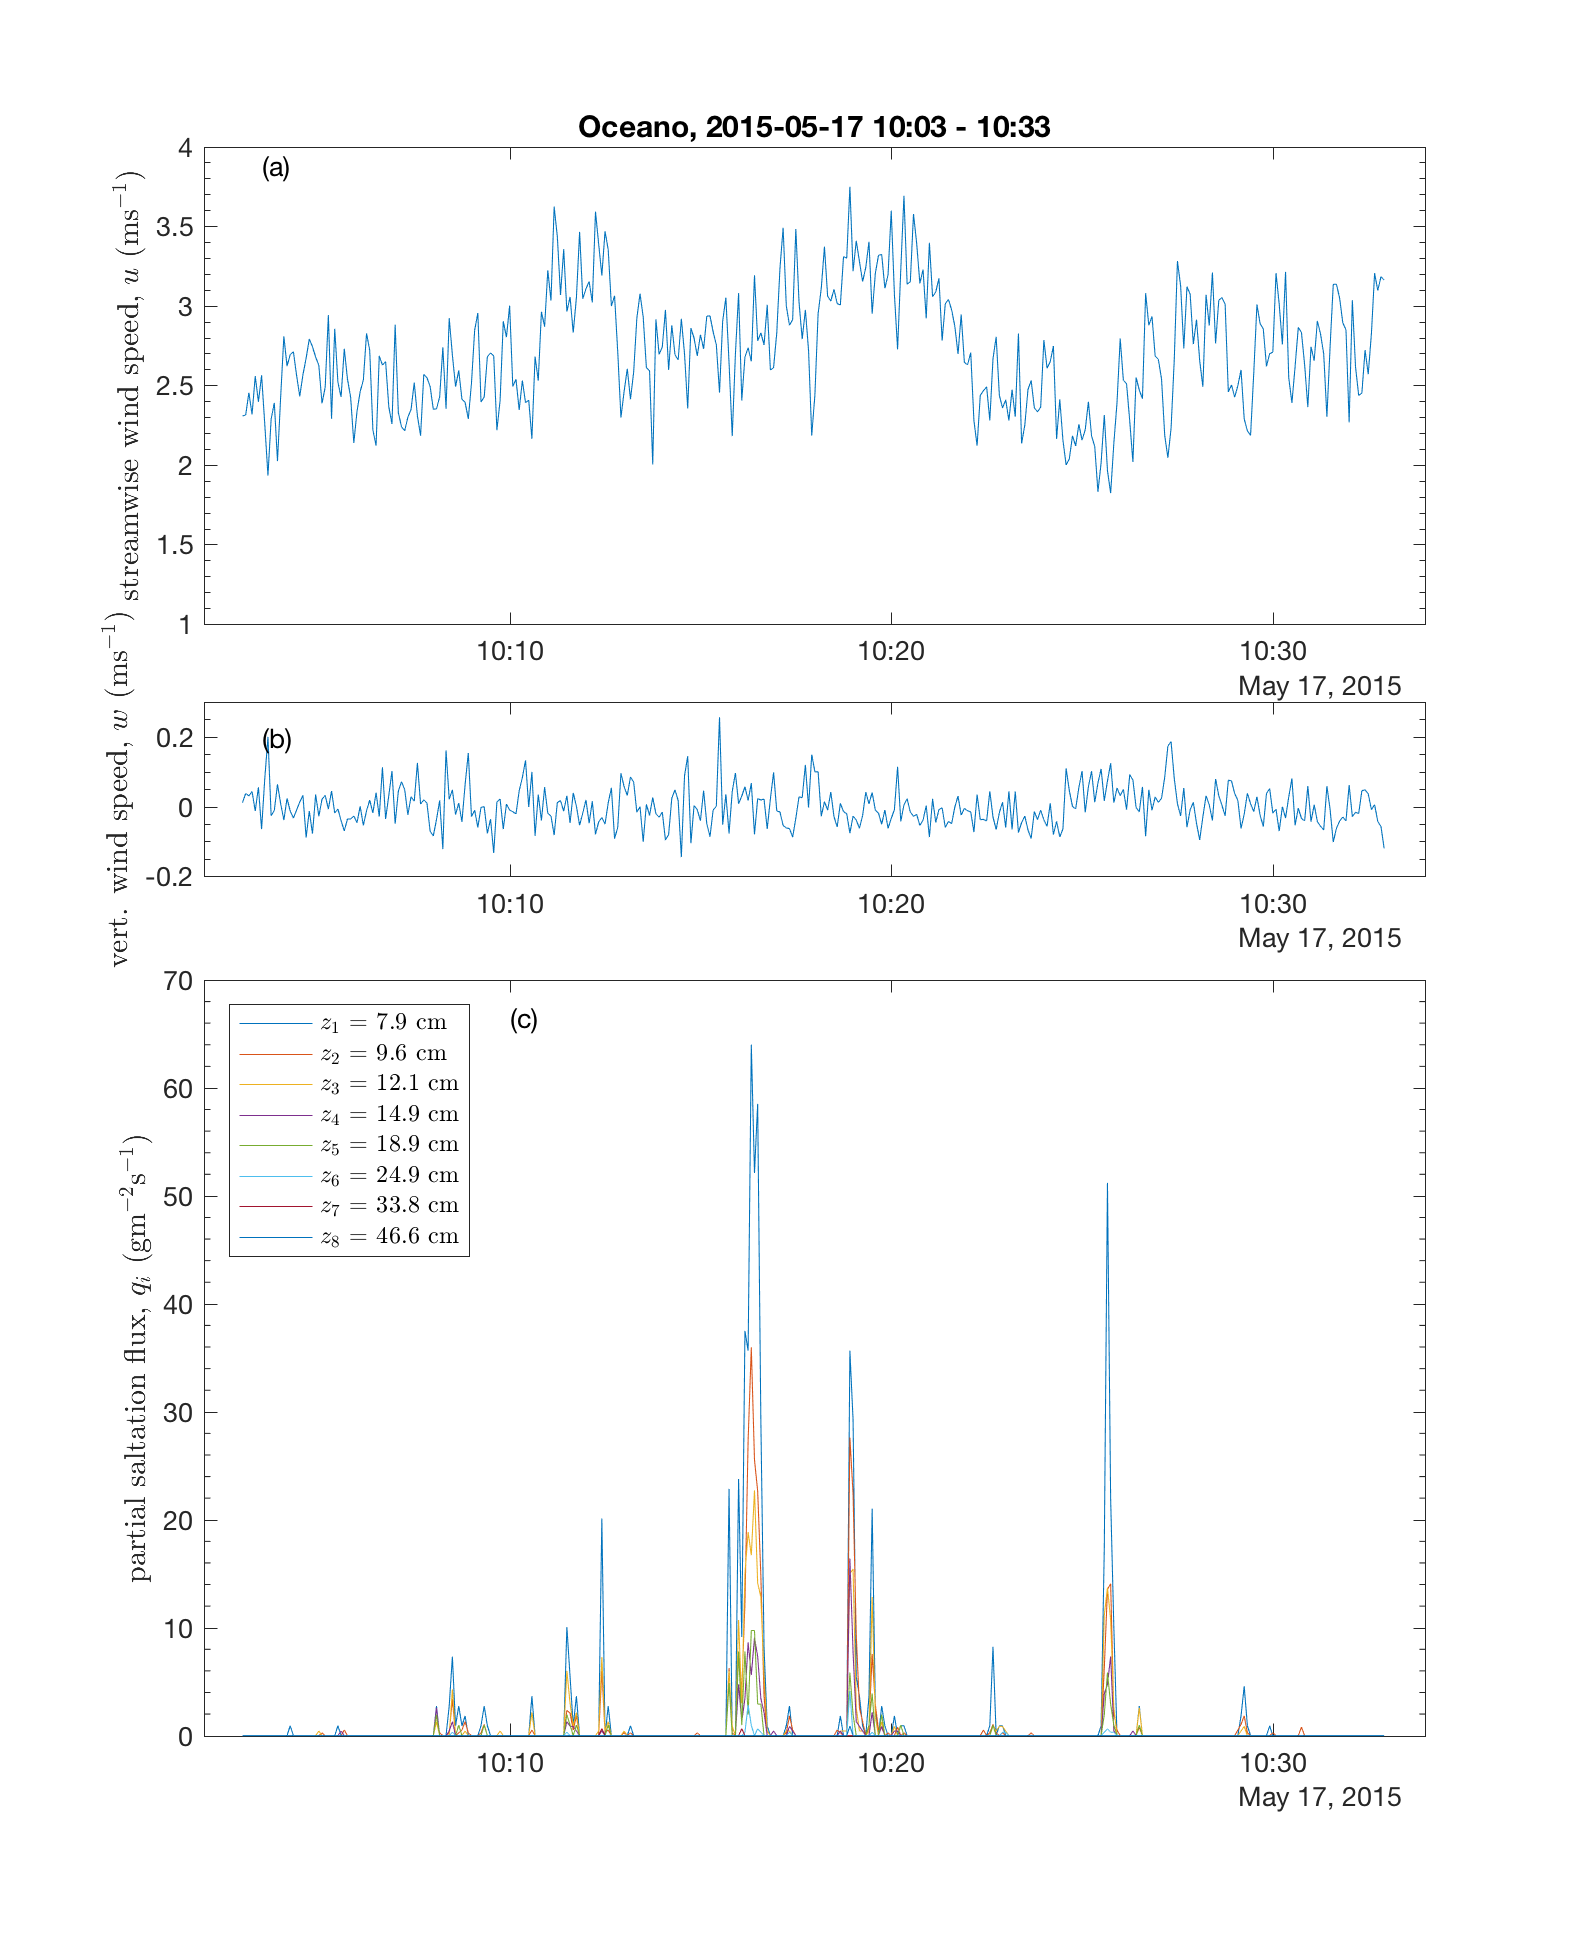 Oceano, 2015-05-17 10:03 - 10:33
(a)
streamwise wind speed, u (ms⁻¹)
4
3.5
3
2.5
2
1.5
1
10:10 10:20 10:30
May 17, 2015
(b)
vert. wind speed, w (ms⁻¹)
0.2
0
-0.2
10:10 10:20 10:30
May 17, 2015
(c)
partial saltation flux, qᵢ (gm⁻²s⁻¹)
70
60
50
40
30
20
10
0
z₁ = 7.9 cm
z₂ = 9.6 cm
z₃ = 12.1 cm
z₄ = 14.9 cm
z₅ = 18.9 cm
z₆ = 24.9 cm
z₇ = 33.8 cm
z₈ = 46.6 cm
10:10 10:20 10:30
May 17, 2015